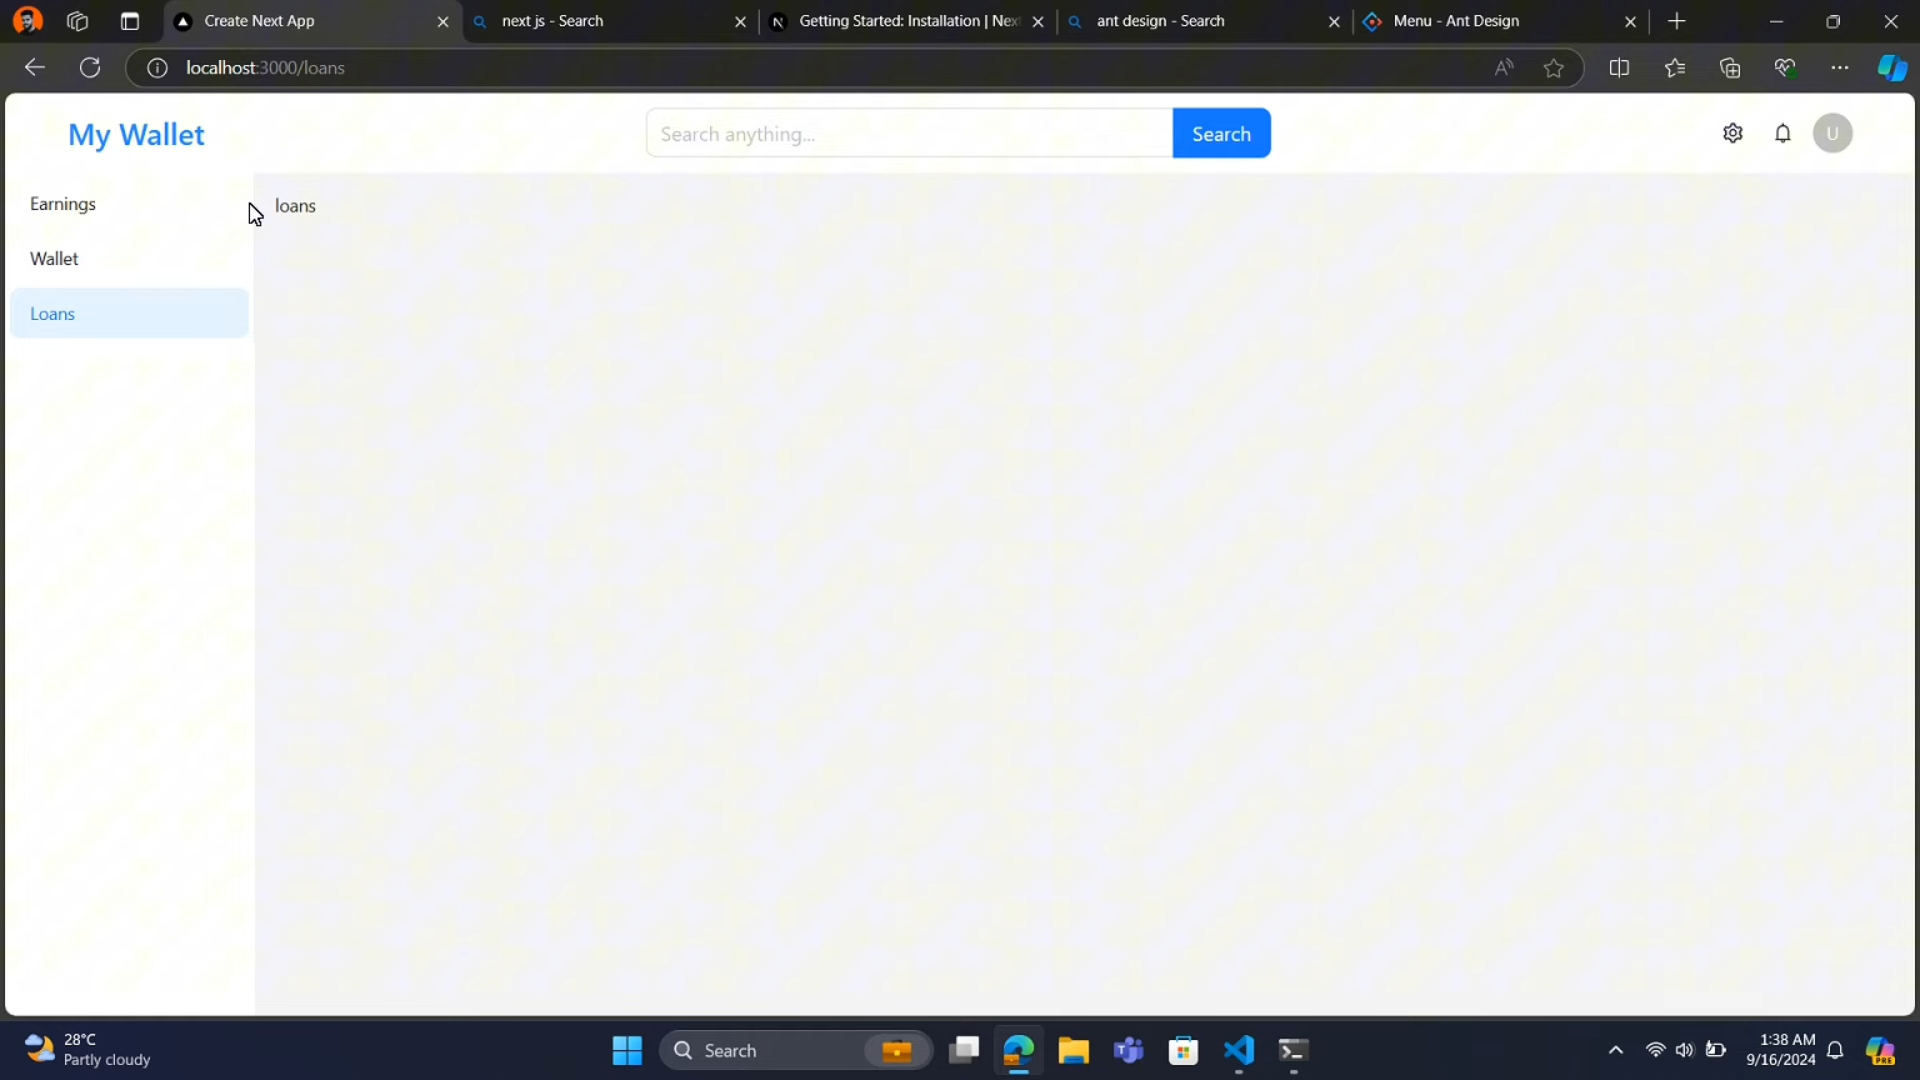 Create Next App
next js - Search
Getting Started: Installation | Nex
ant design - Search
Menu - Ant Design
localhost:3000/loans
My Wallet
Search anything...
Search
U
Earnings
Wallet
Loans
loans
28°C
Partly cloudy
Search
1:38 AM
9/16/2024
PRE